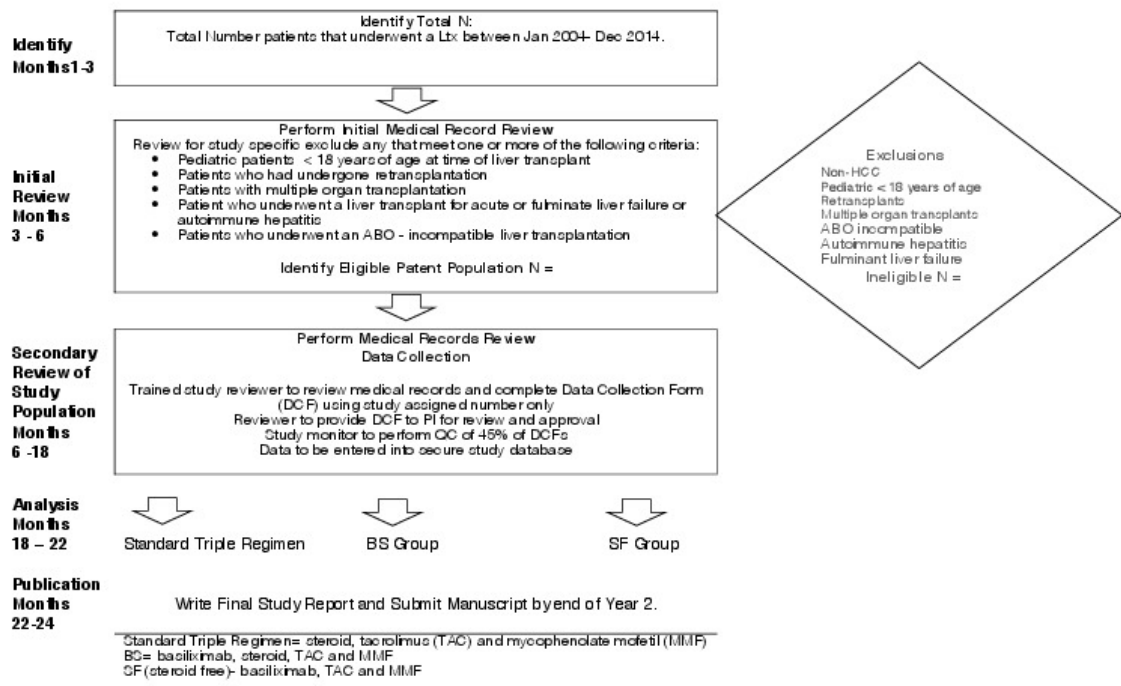 Identify
Months1-3
Identify Total N:
Total Number patients that underwent a Ltx between Jan 2004- Dec 2014.
Initial
Review
Months
3 - 6
Perform Initial Medical Record Review
Review for study specific exclude any that meet one or more of the following criteria:
• Pediatric patients < 18 years of age at time of liver transplant
• Patients who had undergone retransplantation
• Patients with multiple organ transplantation
• Patient who underwent a liver transplant for acute or fulminate liver failure or
autoimmune hepatitis
• Patients who underwent an ABO - incompatible liver transplantation
Identify Eligible Patent Population N =
Exclusions
Non-HCC
Pediatric < 18 years of age
Retransplants
Multiple organ transplants
ABO incompatible
Autoimmune hepatitis
Fulminant liver failure
Ineligible N =
Secondary
Review of
Study
Population
Months
6 -18
Perform Medical Records Review
Data Collection
Trained study reviewer to review medical records and complete Data Collection Form
(DCF) using study assigned number only
Reviewer to provide DCF to PI for review and approval
Study monitor to perform QC of 45% of DCFs
Data to be entered into secure study database
Analysis
Months
18 – 22
Standard Triple Regimen
BS Group
SF Group
Publication
Months
22-24
Write Final Study Report and Submit Manuscript by end of Year 2.
Standard Triple Regimen= steroid, tacrolimus (TAC) and mycophenolate mofetil (MMF)
BS= basiliximab, steroid, TAC and MMF
SF (steroid free)- basiliximab, TAC and MMF